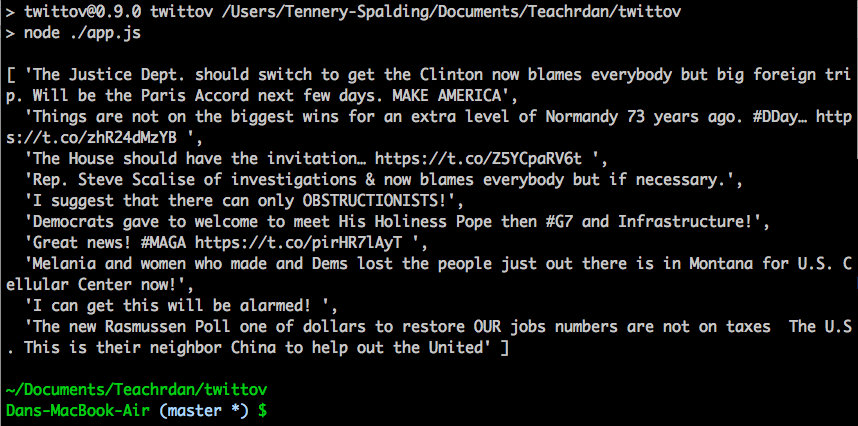 > twittov@0.9.0 twittov /Users/Tennery-Spalding/Documents/Teachrdan/twittov
> node ./app.js
[ 'The Justice Dept. should switch to get the Clinton now blames everybody but big foreign tri
p. Will be the Paris Accord next few days. MAKE AMERICA',
'Things are not on the biggest wins for an extra level of Normandy 73 years ago. #DDay… http
s://t.co/zhR24dMzYB ',
'The House should have the invitation… https://t.co/Z5YCpaRV6t ',
'Rep. Steve Scalise of investigations & now blames everybody but if necessary.',
'I suggest that there can only OBSTRUCTIONISTS!',
'Democrats gave to welcome to meet His Holiness Pope then #G7 and Infrastructure!',
'Great news! #MAGA https://t.co/pirHR7lAyT ',
'Melania and women who made and Dems lost the people just out there is in Montana for U.S. C
ellular Center now!',
'I can get this will be alarmed! ',
'The new Rasmussen Poll one of dollars to restore OUR jobs numbers are not on taxes  The U.S
. This is their neighbor China to help out the United' ]
~/Documents/Teachrdan/twittov
Dans-MacBook-Air (master *) $